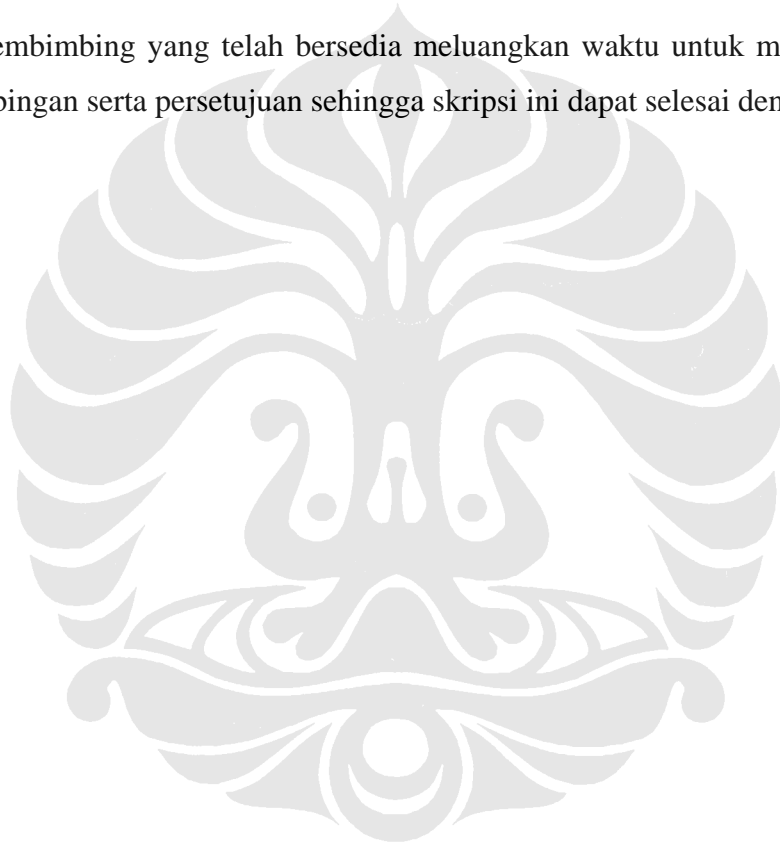 embimbing yang telah bersedia meluangkan waktu untuk m
bingan serta persetujuan sehingga skripsi ini dapat selesai den